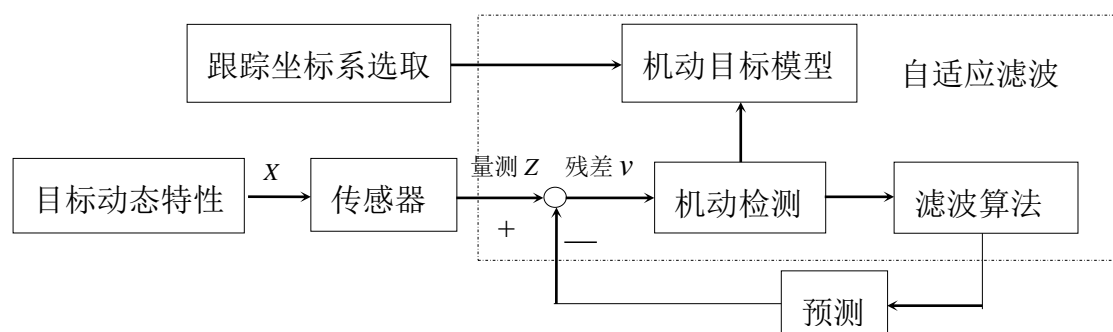 跟踪坐标系选取
机动目标模型
自适应滤波
目标动态特性
X
传感器
量测 Z
+
残差 v
—
机动检测
滤波算法
预测